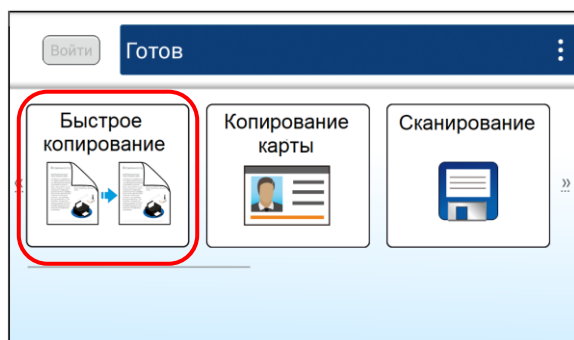 Войти
Готов
Быстрое
копирование
Копирование
карты
Сканирование
«
»